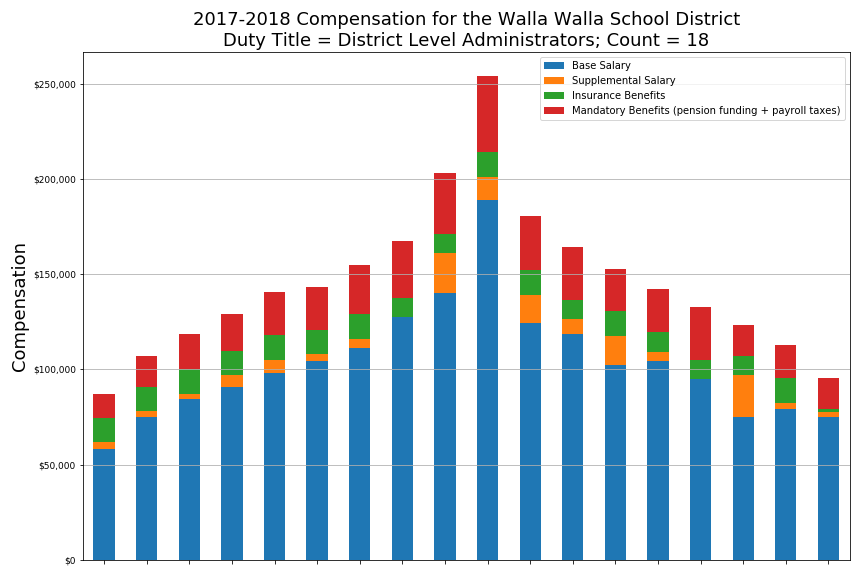 2017-2018 Compensation for the Walla Walla School District
Duty Title = District Level Administrators; Count = 18
Base Salary
Supplemental Salary
Insurance Benefits
Mandatory Benefits (pension funding + payroll taxes)
$250,000
$200,000
$150,000
$100,000
$50,000
$0
Compensation